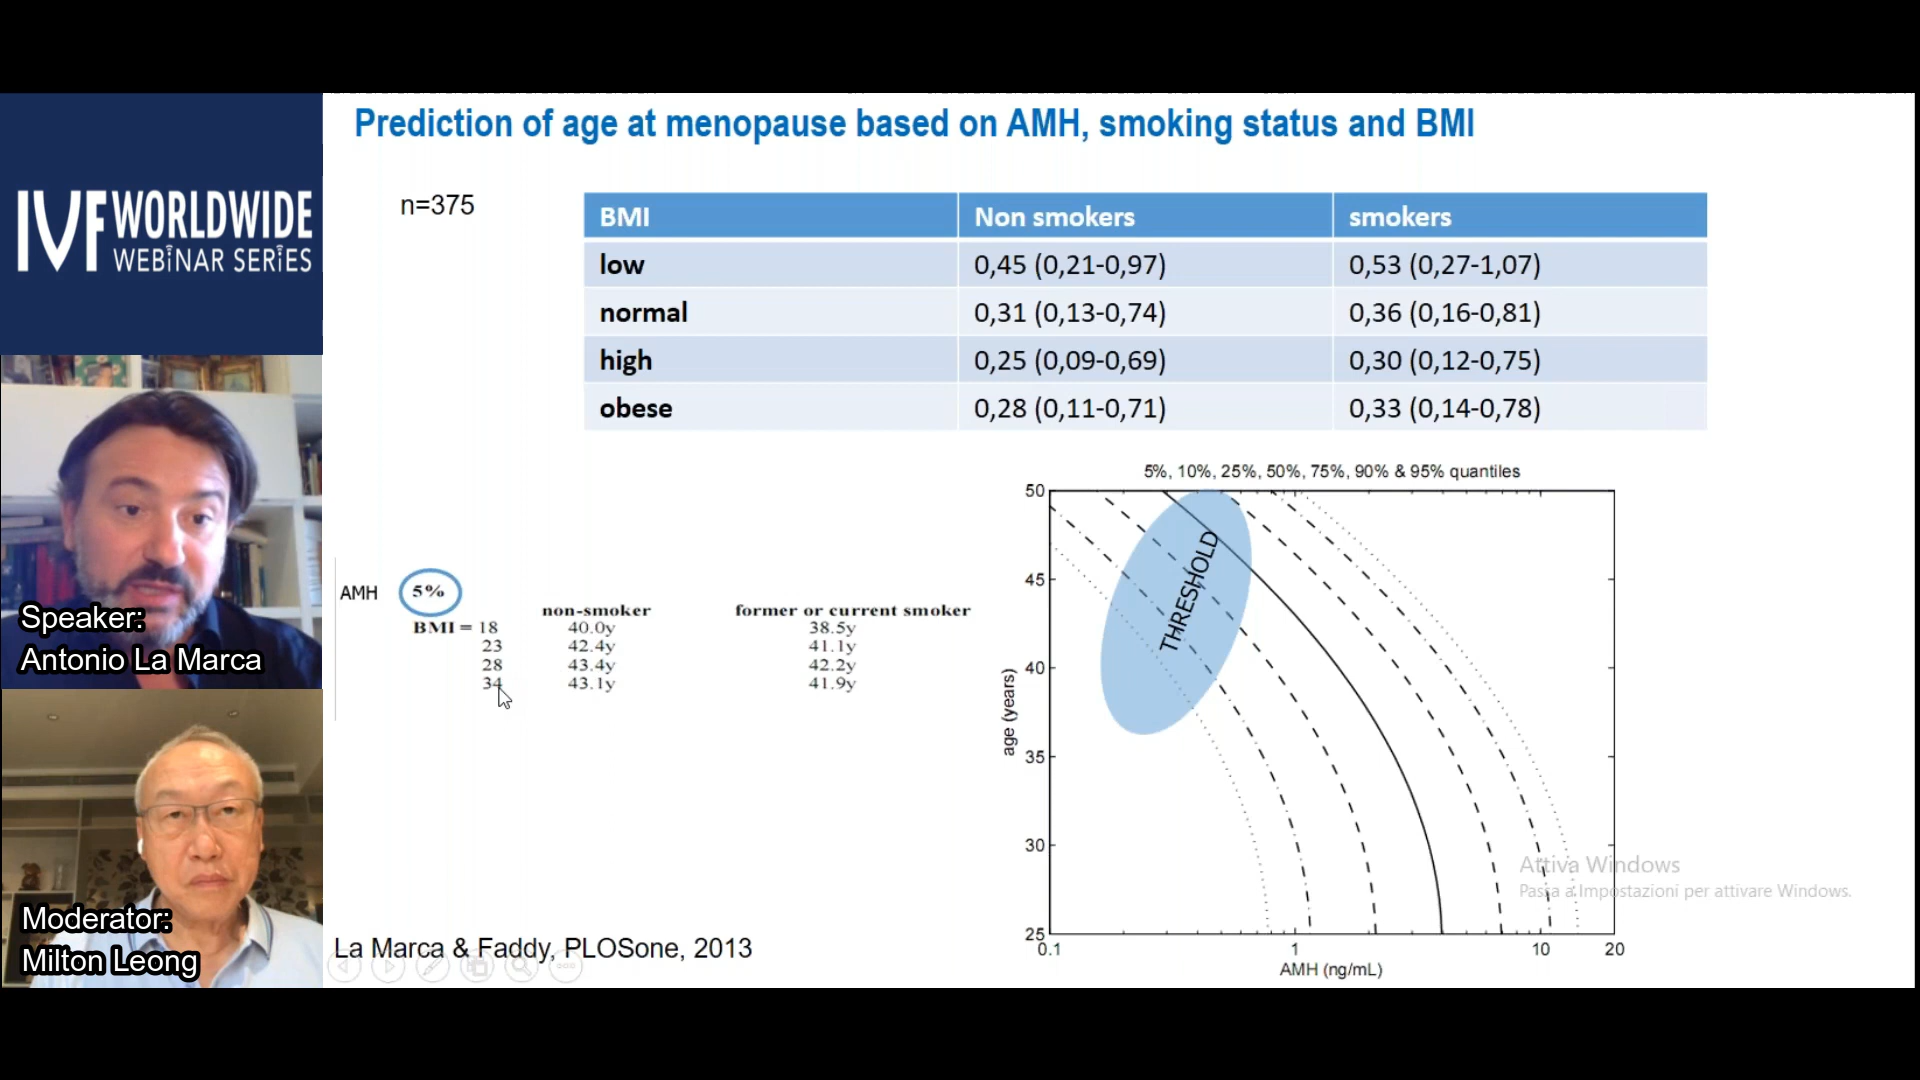 Prediction of age at menopause based on AMH, smoking status and BMI
IVF WORLDWIDE
WEBINAR SERIES
n=375
BMI Non smokers smokers
low 0,45 (0,21-0,97) 0,53 (0,27-1,07)
normal 0,31 (0,13-0,74) 0,36 (0,16-0,81)
high 0,25 (0,09-0,69) 0,30 (0,12-0,75)
obese 0,28 (0,11-0,71) 0,33 (0,14-0,78)
AMH 5%
non-smoker former or current smoker
BMI = 18 40.0y 38.5y
23 42.4y 41.1y
28 43.4y 42.2y
34 43.1y 41.9y
5%, 10%, 25%, 50%, 75%, 90% & 95% quantiles
50
45
40
35
30
25
age (years)
THRESHOLD
0.1 1 10 20
AMH (ng/mL)
Attiva Windows
Passa a Impostazioni per attivare Windows.
Speaker:
Antonio La Marca
Moderator:
Milton Leong
La Marca & Faddy, PLOSone, 2013